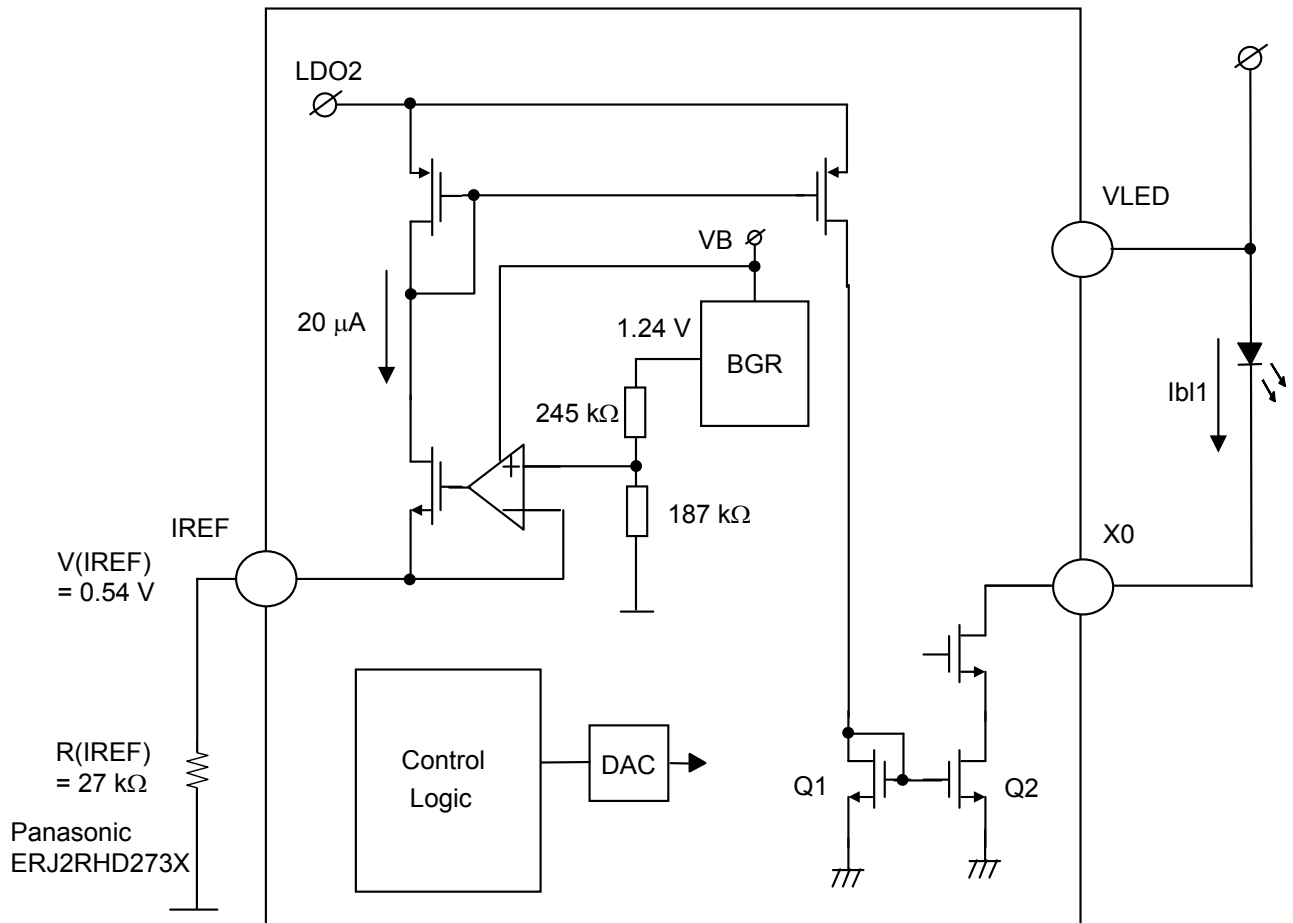 LDO2
VLED
VB
20 μA
1.24 V
BGR
Ibl1
245 kΩ
+
−
187 kΩ
IREF
X0
V(IREF)
= 0.54 V
R(IREF)
= 27 kΩ
Control
Logic
DAC
Q1
Q2
Panasonic
ERJ2RHD273X